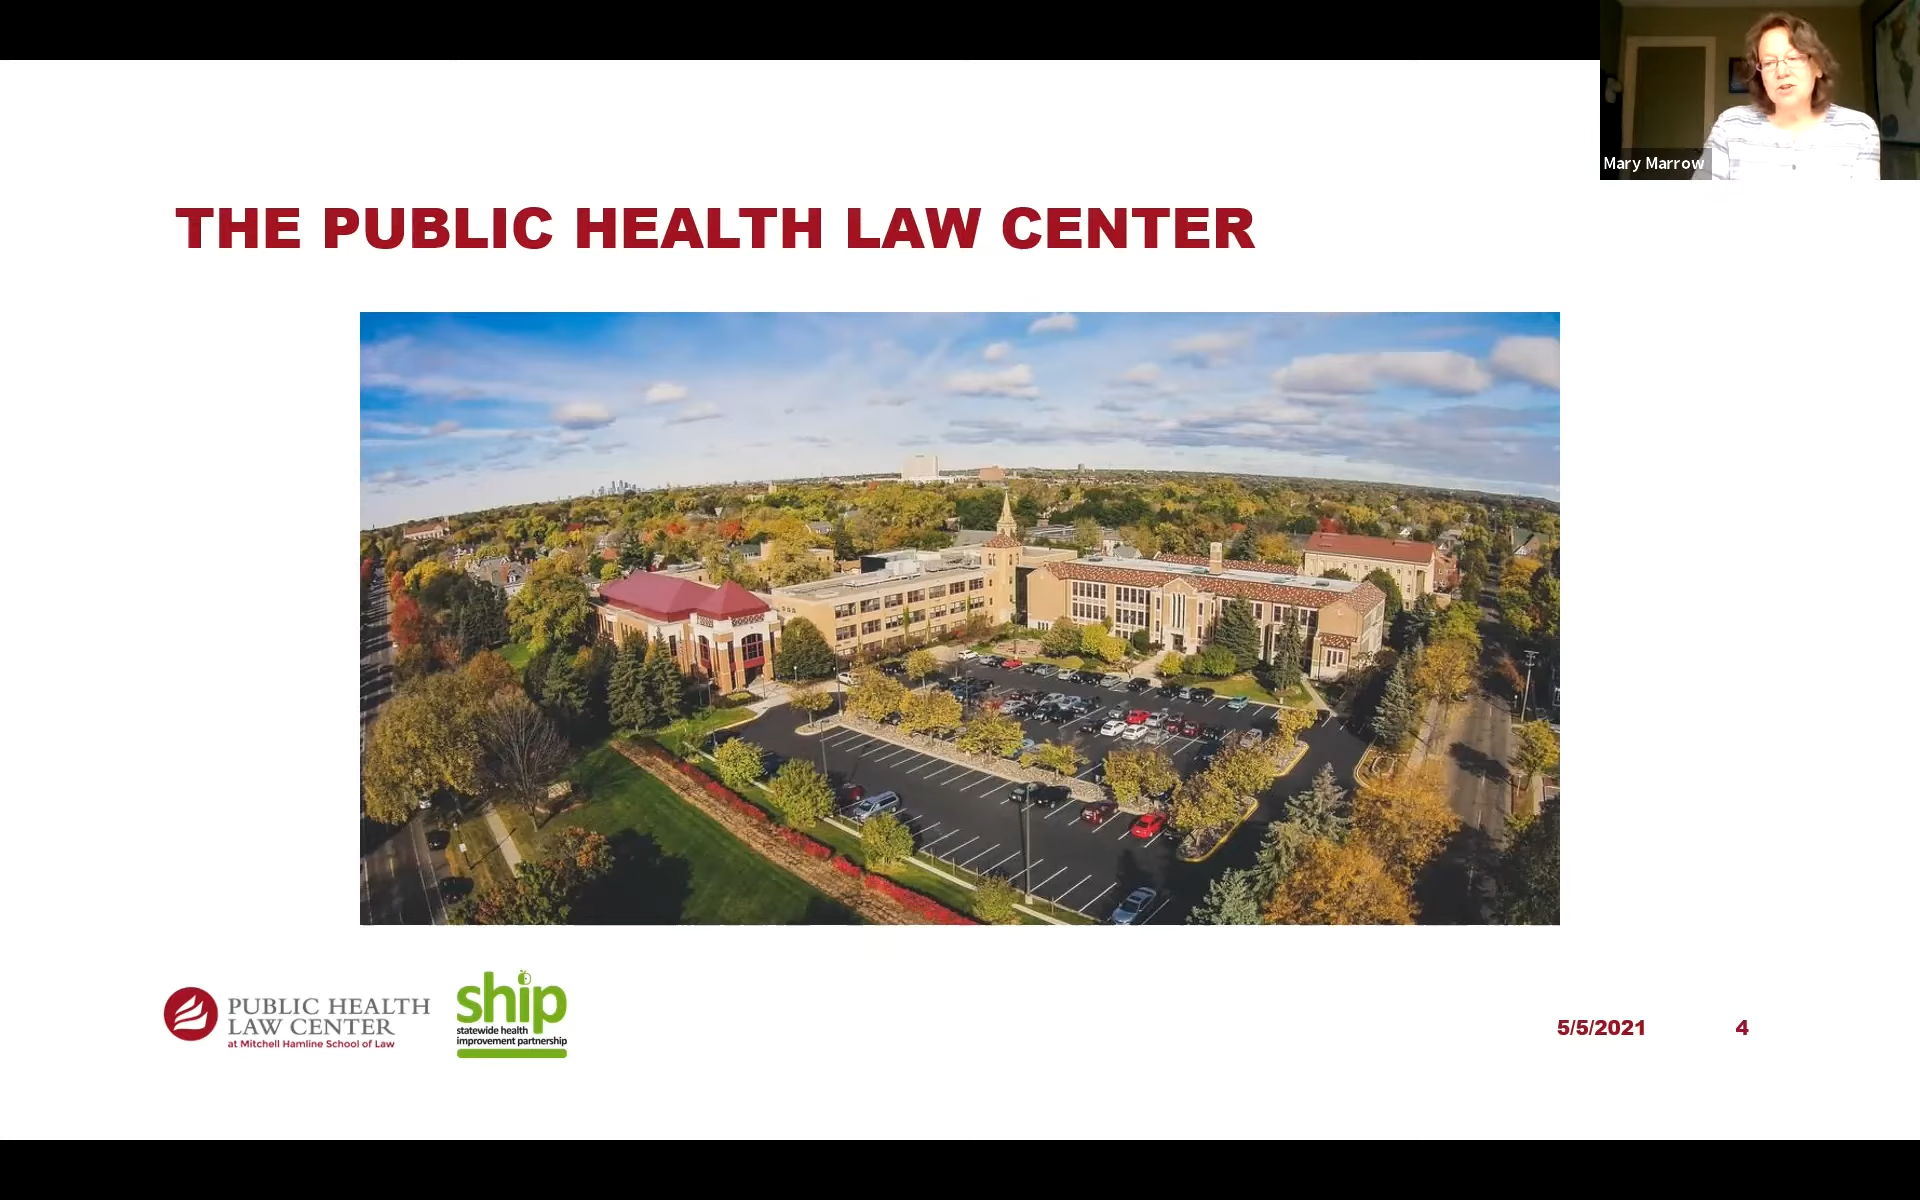 Mary Marrow
THE PUBLIC HEALTH LAW CENTER
PUBLIC HEALTH
LAW CENTER
at Mitchell Hamline School of Law
ship
statewide health
improvement partnership
5/5/2021
4